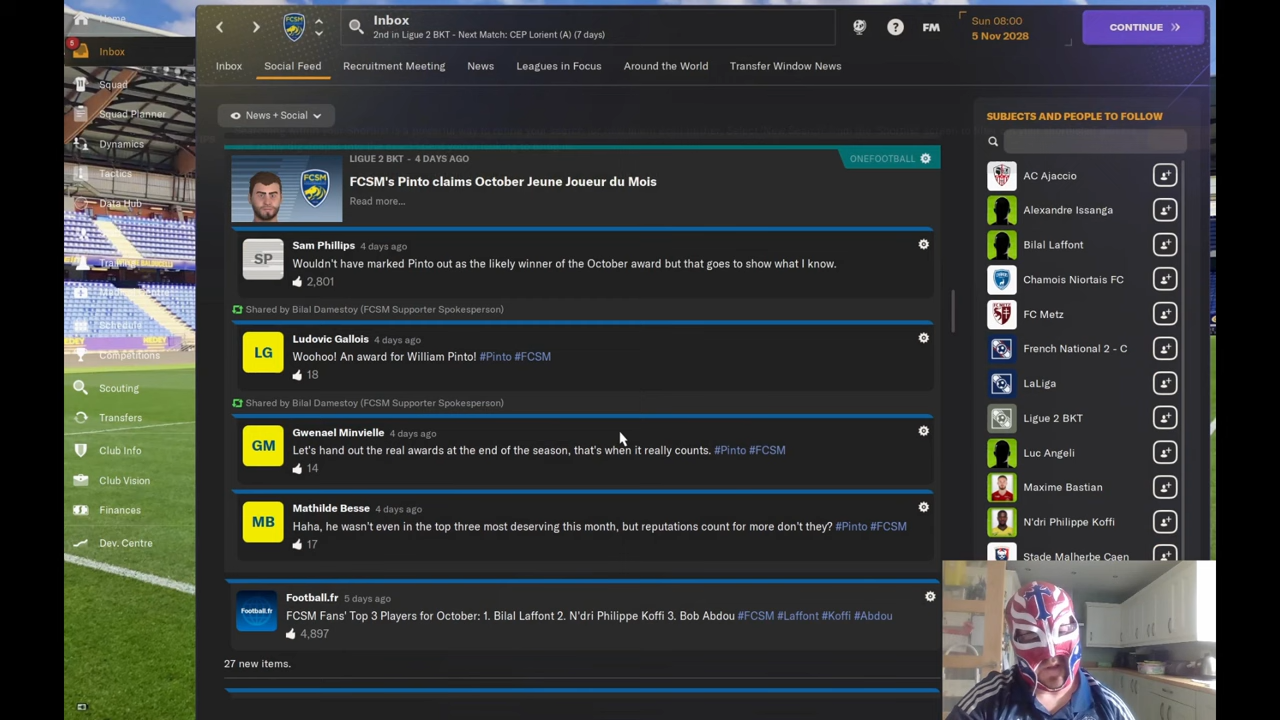 Home
Inbox
5
Squad
Squad Planner
Dynamics
Tactics
Data Hub
Schedule
Competitions
Scouting
Transfers
Club Info
Club Vision
Finances
Dev. Centre
FCSM
Inbox
2nd in Ligue 2 BKT - Next Match: CEP Lorient (A) (7 days)
?
FM
Sun 08:00
5 Nov 2028
CONTINUE
Inbox
Social Feed
Recruitment Meeting
News
Leagues in Focus
Around the World
Transfer Window News
News + Social
LIGUE 2 BKT - 4 DAYS AGO
ONEFOOTBALL
FCSM
FCSM's Pinto claims October Jeune Joueur du Mois
Read more...
SP
Sam Phillips 4 days ago
Wouldn't have marked Pinto out as the likely winner of the October award but that goes to show what I know.
2,801
Shared by Bilal Damestoy (FCSM Supporter Spokesperson)
LG
Ludovic Gallois 4 days ago
Woohoo! An award for William Pinto! #Pinto #FCSM
18
Shared by Bilal Damestoy (FCSM Supporter Spokesperson)
GM
Gwenael Minvielle 4 days ago
Let's hand out the real awards at the end of the season, that's when it really counts. #Pinto #FCSM
14
MB
Mathilde Besse 4 days ago
Haha, he wasn't even in the top three most deserving this month, but reputations count for more don't they? #Pinto #FCSM
17
Football.fr
Football.fr 5 days ago
FCSM Fans' Top 3 Players for October: 1. Bilal Laffont 2. N'dri Philippe Koffi 3. Bob Abdou #FCSM #Laffont #Koffi #Abdou
4,897
27 new items.
SUBJECTS AND PEOPLE TO FOLLOW
AC Ajaccio
Alexandre Issanga
Bilal Laffont
Chamois Niortais FC
FC Metz
French National 2 - C
LaLiga
Ligue 2 BKT
Luc Angeli
Maxime Bastian
N'dri Philippe Koffi
Stade Malherbe Caen